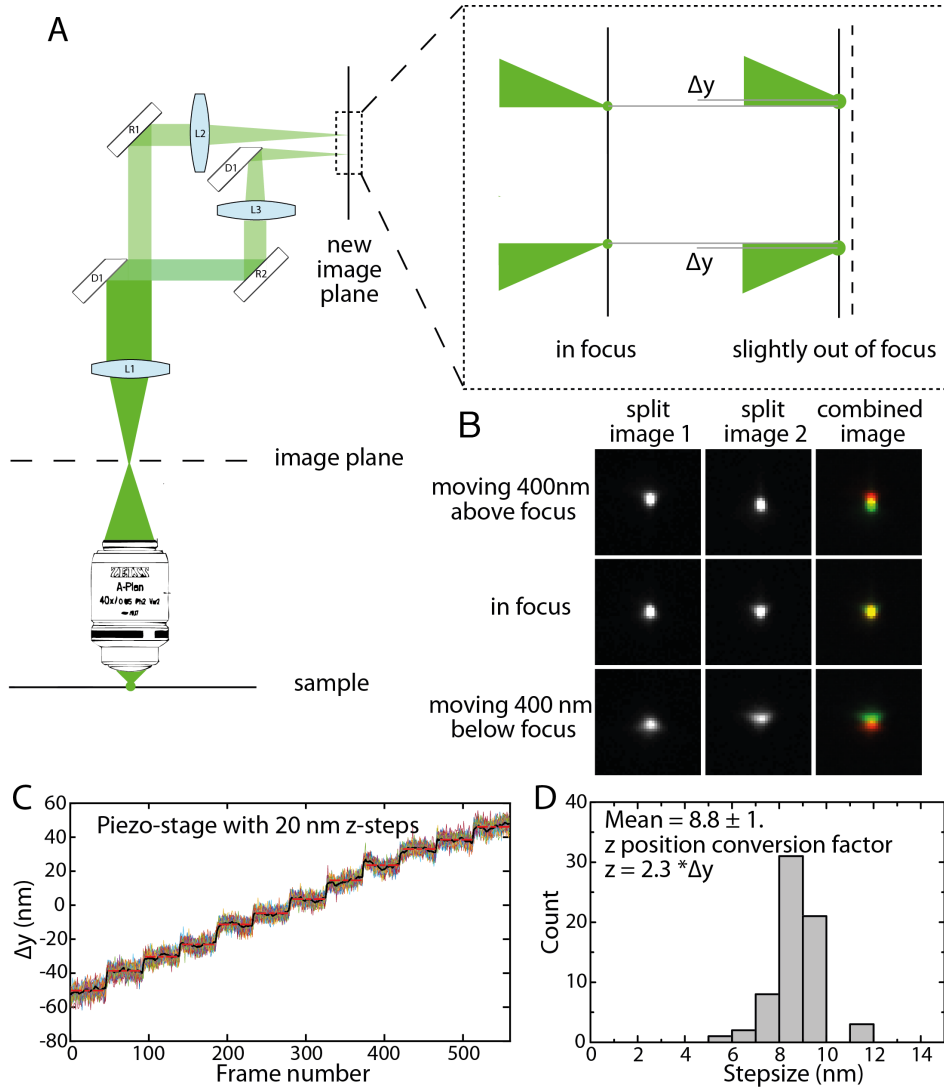 A
R1
L2
D1
L3
D1
R2
L1
new
image
plane
image plane
ZEISS
A-Plan
40x/
Ph2 Var2
sample
Δy
Δy
in focus
slightly out of focus
B
split
image 1
split
image 2
combined
image
moving 400nm
above focus
in focus
moving 400 nm
below focus
C
Piezo-stage with 20 nm z-steps
Δy (nm)
60
40
20
0
-20
-40
-60
-80
0
100
200
300
400
500
Frame number
D
Mean = 8.8 ± 1.
z position conversion factor
z = 2.3 *Δy
Count
40
30
20
10
0
0
2
4
6
8
10
12
14
Stepsize (nm)